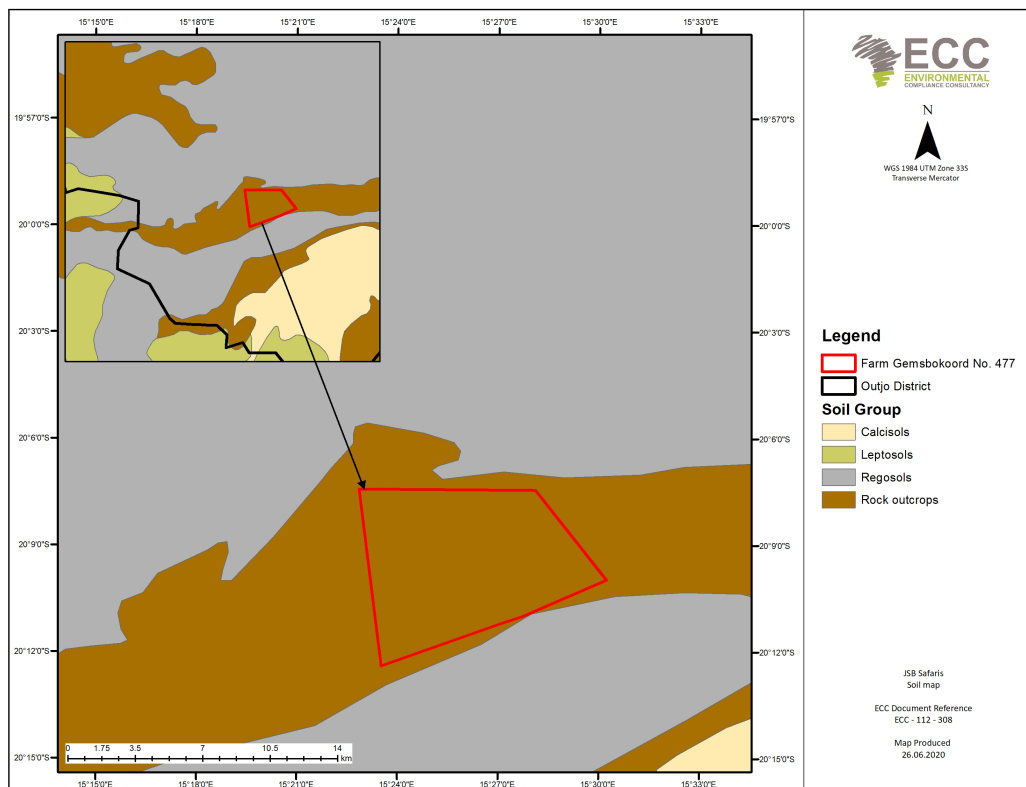 15°15'0"E 15°18'0"E 15°21'0"E 15°24'0"E 15°27'0"E 15°30'0"E 15°33'0"E
19°57'0"S 19°57'0"S
20°0'0"S 20°0'0"S
20°3'0"S 20°3'0"S
20°6'0"S 20°6'0"S
20°9'0"S 20°9'0"S
20°12'0"S 20°12'0"S
20°15'0"S 20°15'0"S
0 1.75 3.5 7 10.5 14
km
15°15'0"E 15°18'0"E 15°21'0"E 15°24'0"E 15°27'0"E 15°30'0"E 15°33'0"E
ECC
ENVIRONMENTAL
COMPLIANCE CONSULTANCY
N
WGS 1984 UTM Zone 33S
Transverse Mercator
Legend
Farm Gemsbokoord No. 477
Outjo District
Soil Group
Calcisols
Leptosols
Regosols
Rock outcrops
JSB Safaris
Soil map
ECC Document Reference
ECC - 112 - 308
Map Produced
26.06.2020